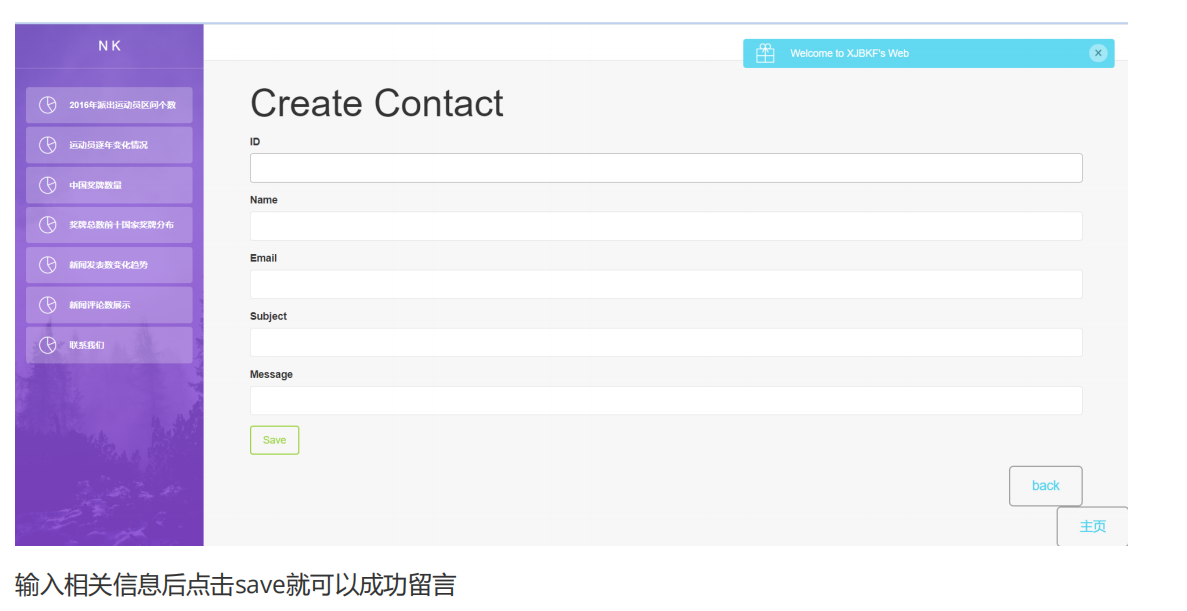 NK
Welcome to XJBKF's Web
2016年派出运动员区间个数
运动员逐年变化情况
中国奖牌数量
奖牌总数前十国家奖牌分布
新闻发表数变化趋势
新闻评论数展示
联系我们
Create Contact
ID
Name
Email
Subject
Message
Save
back
主页
输入相关信息后点击save就可以成功留言